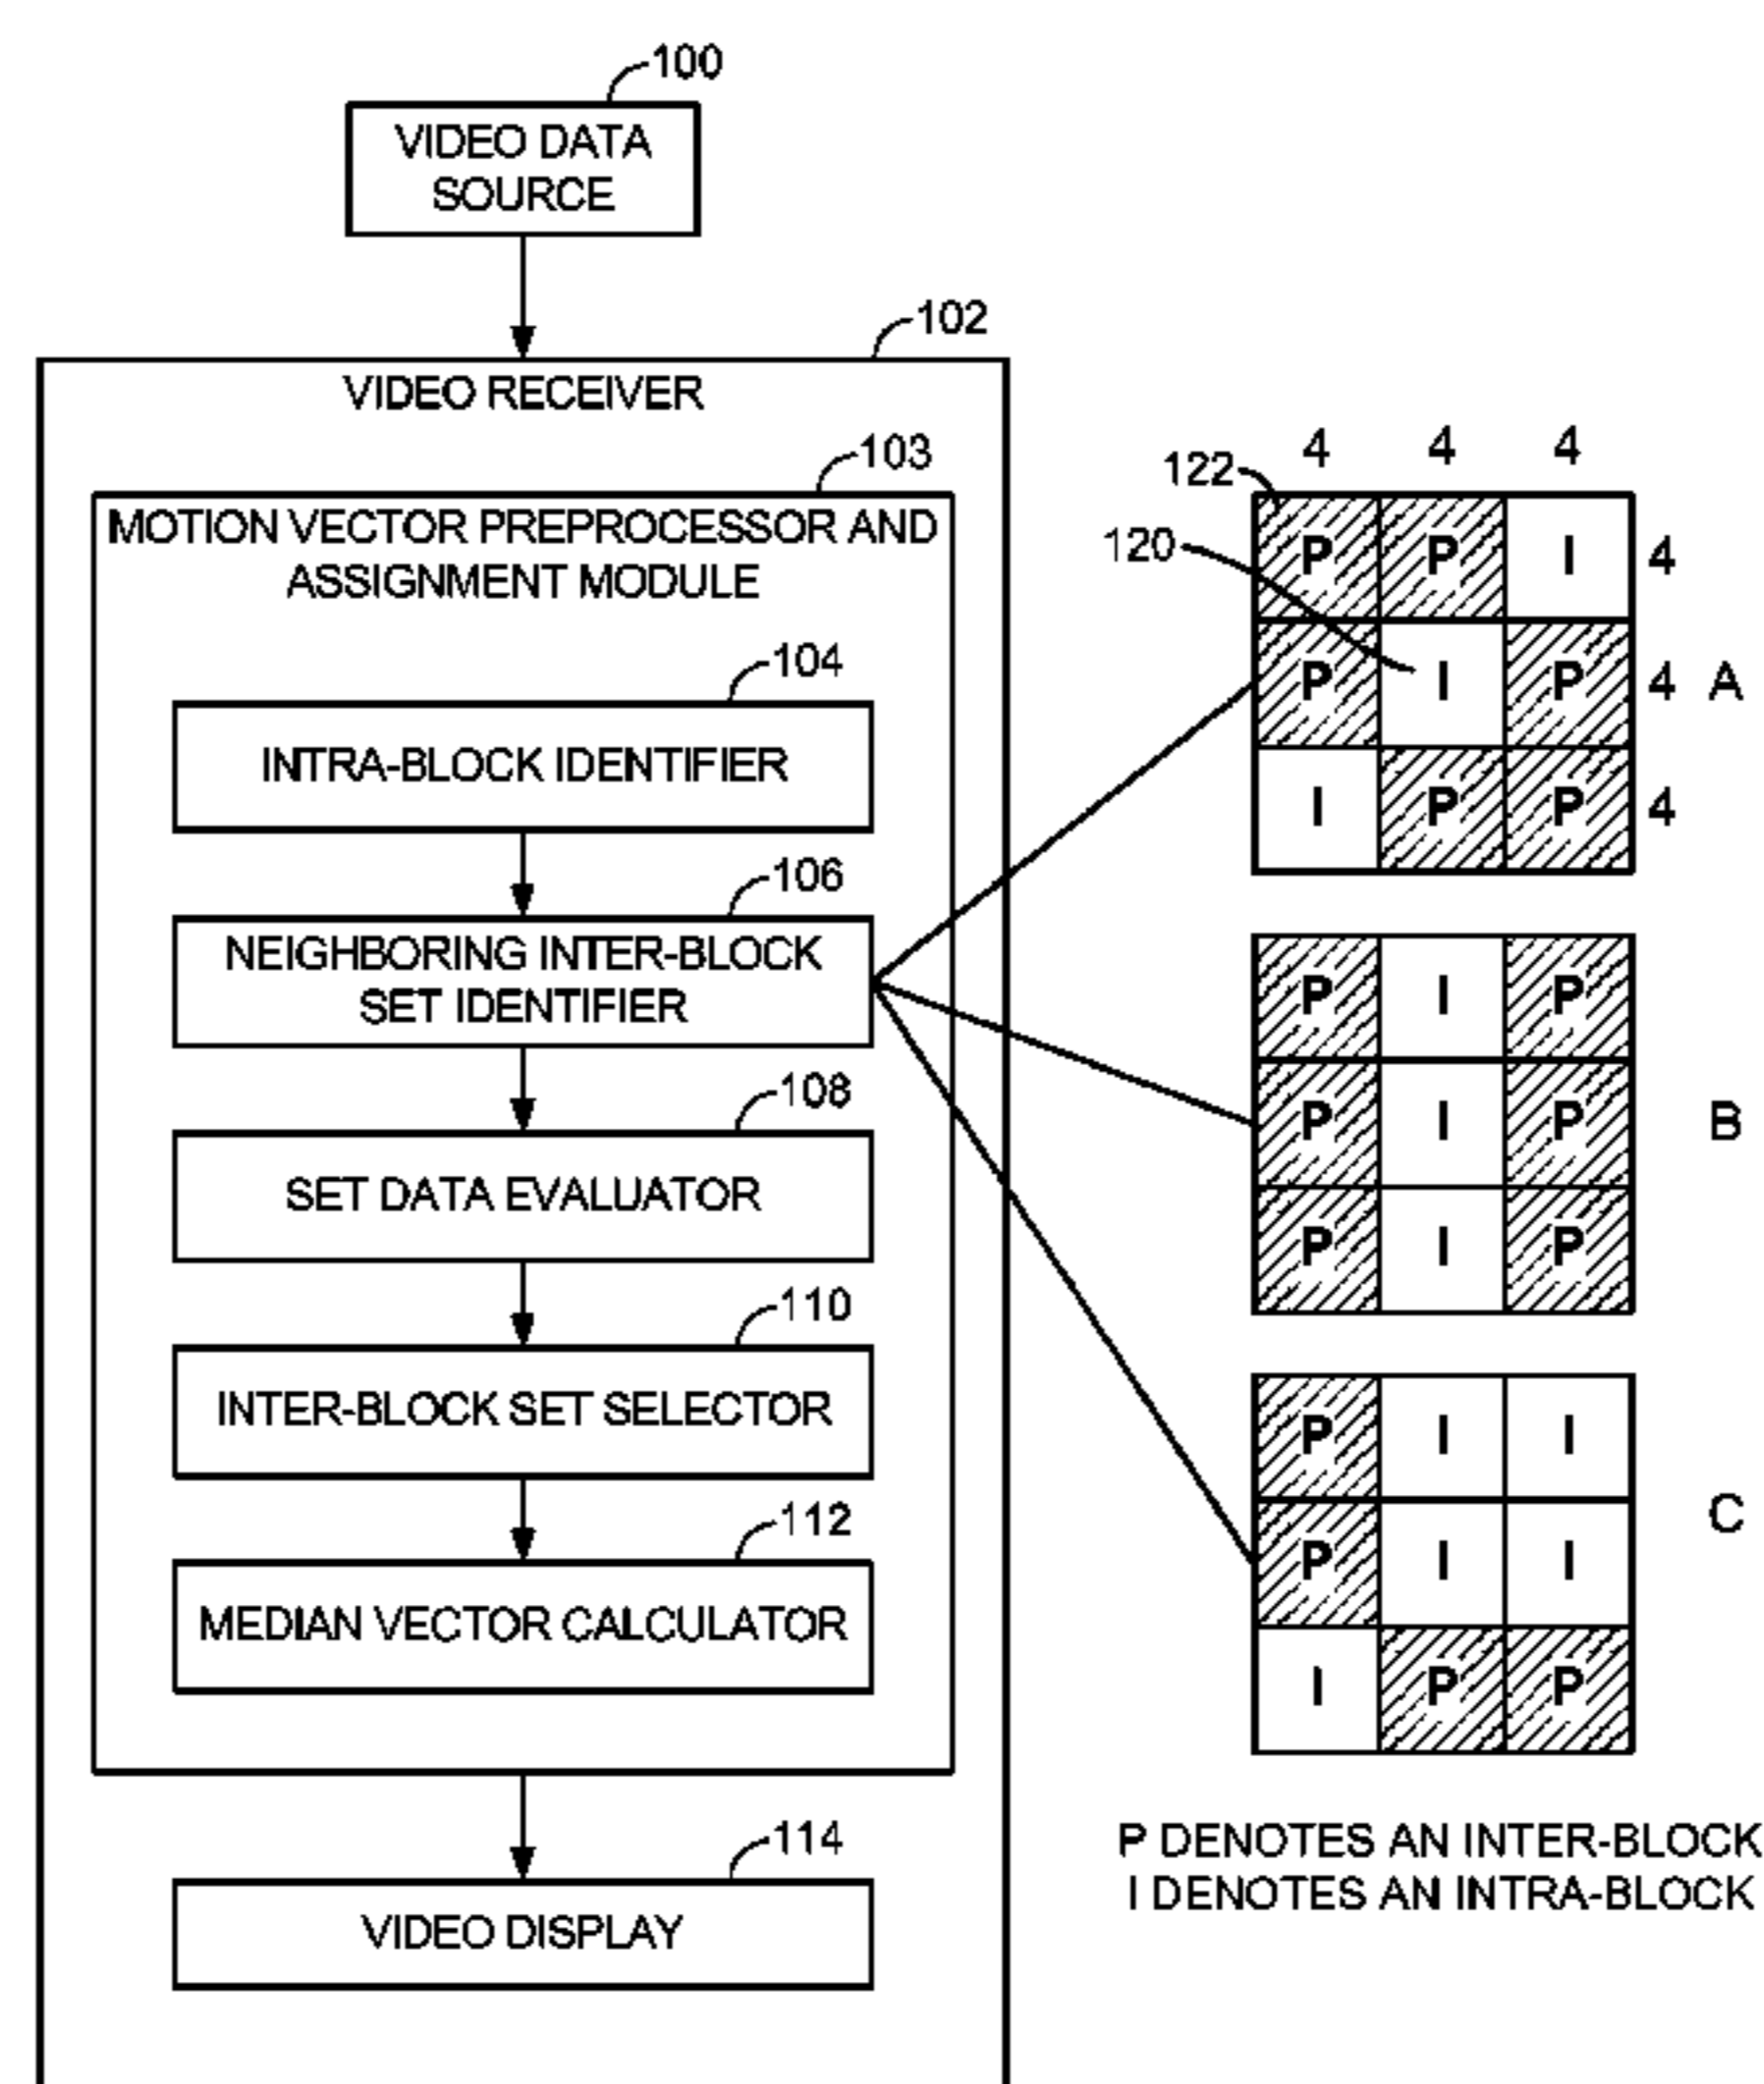 100
VIDEO DATA
SOURCE
102
VIDEO RECEIVER
103
MOTION VECTOR PREPROCESSOR AND
ASSIGNMENT MODULE
104
INTRA-BLOCK IDENTIFIER
106
NEIGHBORING INTER-BLOCK
SET IDENTIFIER
108
SET DATA EVALUATOR
110
INTER-BLOCK SET SELECTOR
112
MEDIAN VECTOR CALCULATOR
114
VIDEO DISPLAY
4 4 4
122
120
P P I 4
P I P 4 A
I P P 4
P I P
P I P B
P I P
P I I
C
P I I
I P P
P DENOTES AN INTER-BLOCK
I DENOTES AN INTRA-BLOCK